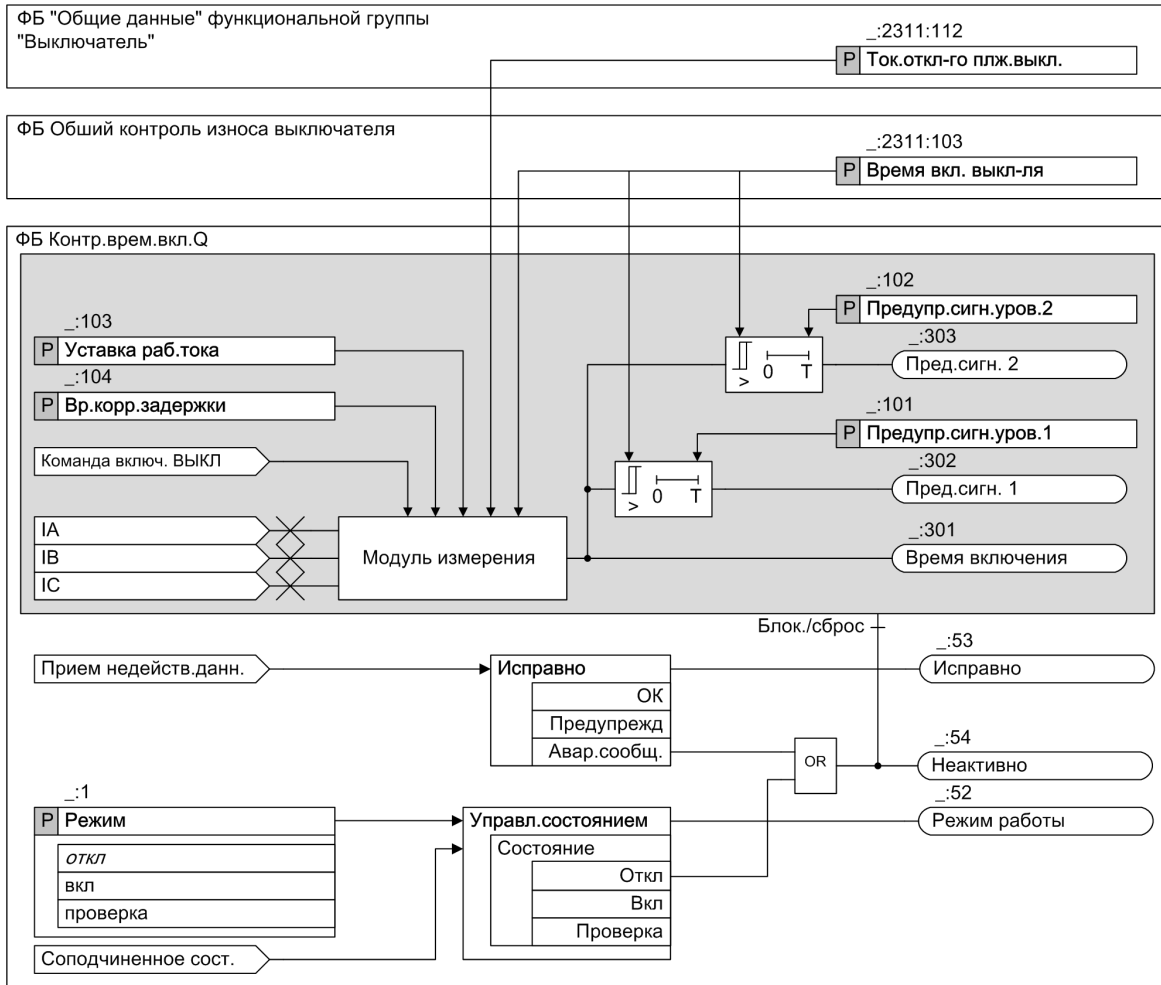 ФБ "Общие данные" функциональной группы
"Выключатель"
_:2311:112
P Ток.откл-го плж.выкл.
ФБ Обший контроль износа выключателя
_:2311:103
P Время вкл. выкл-ля
ФБ Контр.врем.вкл.Q
_:102
P Предупр.сигн.уров.2
_:103
P Уставка раб.тока
_:303
Пред.сигн. 2
> 0 T
_:104
P Вр.корр.задержки
_:101
P Предупр.сигн.уров.1
Команда включ. ВЫКЛ
_:302
Пред.сигн. 1
> 0 T
IA
IB
IC
Модуль измерения
_:301
Время включения
Блок./сброс
Прием недейств.данн.
Исправно
ОК
Предупрежд
Авар.сообщ.
_:53
Исправно
OR
_:54
Неактивно
_:1
P Режим
откл
вкл
проверка
Управл.состоянием
Состояние
Откл
Вкл
Проверка
_:52
Режим работы
Соподчиненное сост.